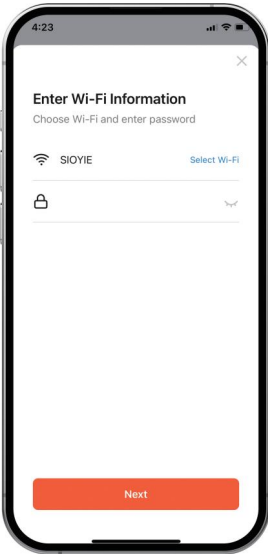 4:23
Enter Wi-Fi Information
Choose Wi-Fi and enter password
SIOYIE Select Wi-Fi
Next